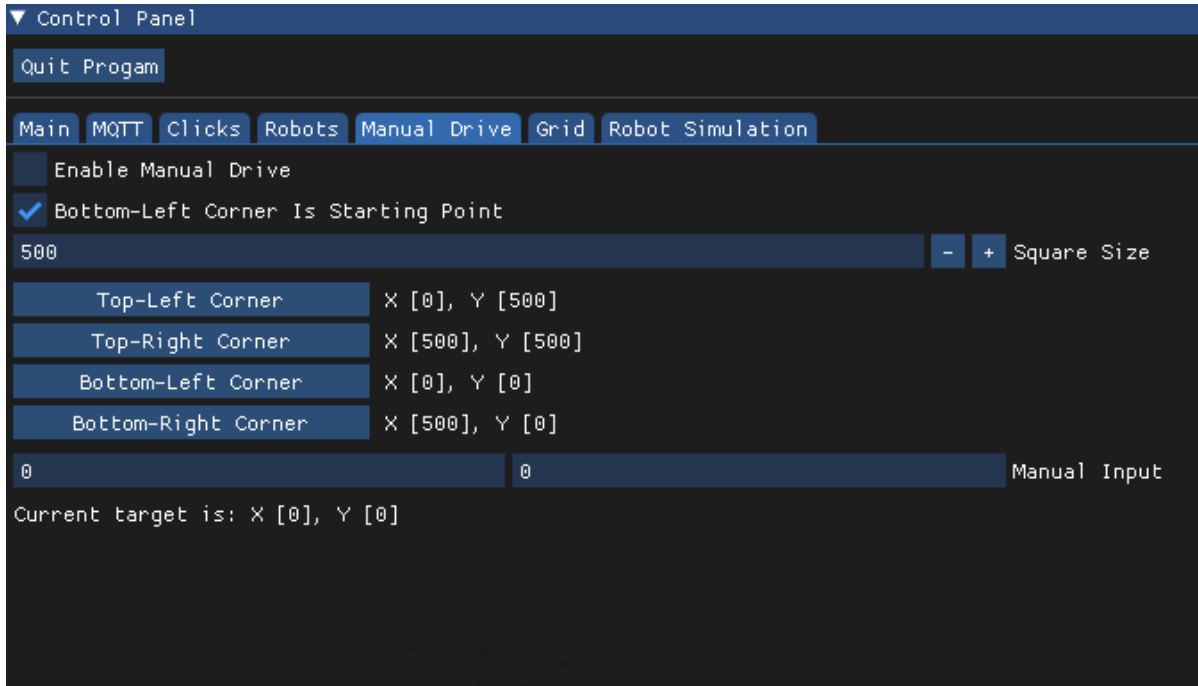 ▼ Control Panel
Quit Progam
Main MQTT Clicks Robots Manual Drive Grid Robot Simulation
Enable Manual Drive
Bottom-Left Corner Is Starting Point
500 - + Square Size
Top-Left Corner X [0], Y [500]
Top-Right Corner X [500], Y [500]
Bottom-Left Corner X [0], Y [0]
Bottom-Right Corner X [500], Y [0]
0 0 Manual Input
Current target is: X [0], Y [0]